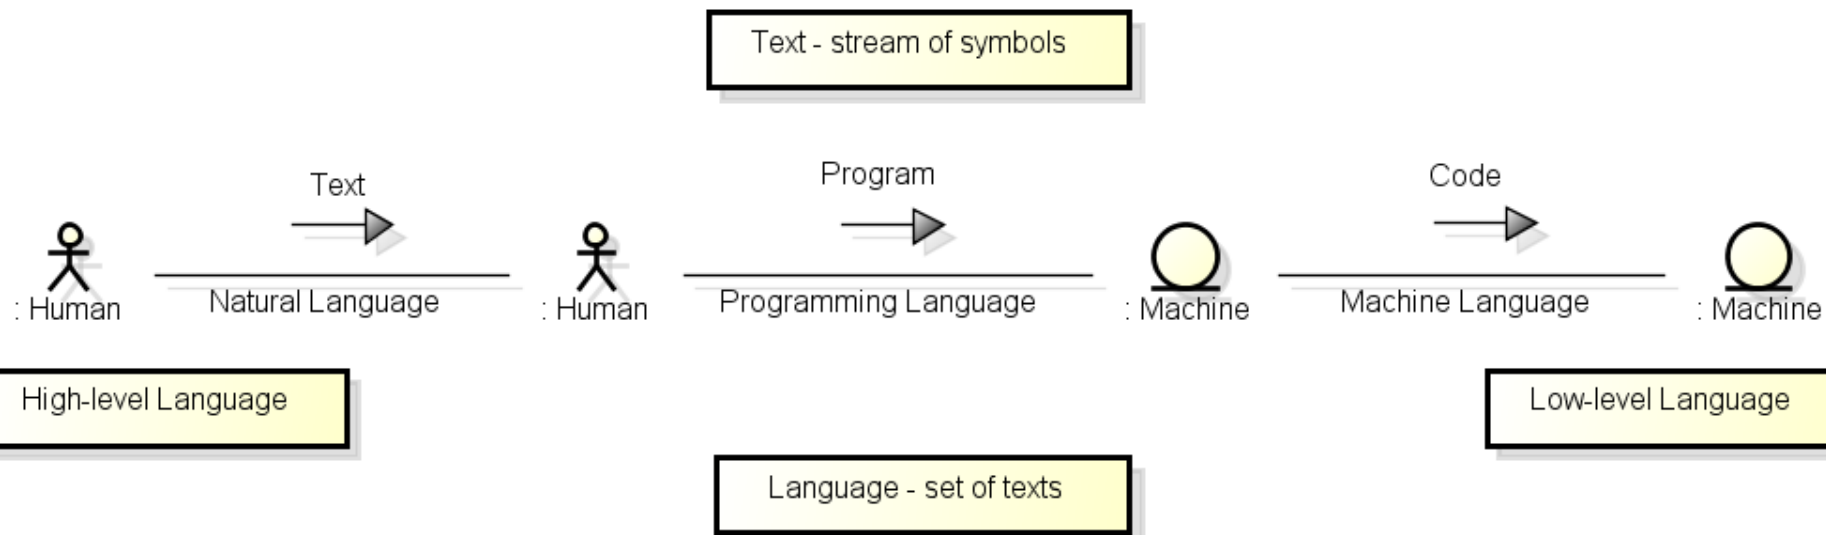 Text - stream of symbols
Text
Program
Code
: Human
Natural Language
: Human
Programming Language
: Machine
Machine Language
: Machine
High-level Language
Low-level Language
Language - set of texts